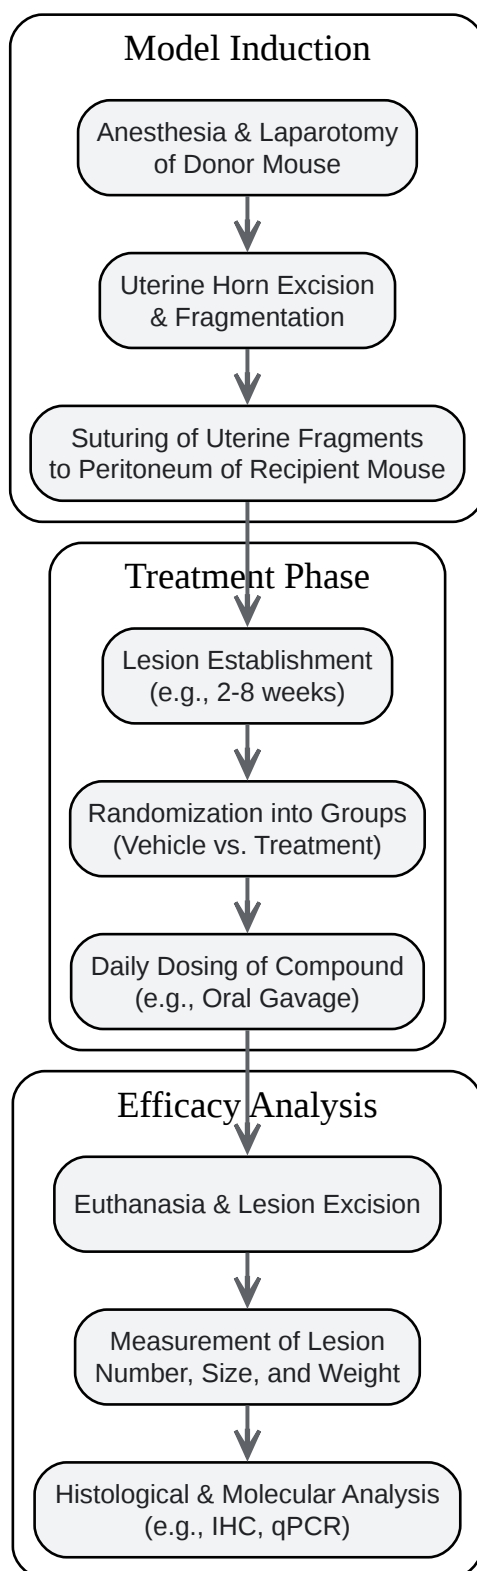 Model Induction
Anesthesia & Laparotomy
of Donor Mouse
Uterine Horn Excision
& Fragmentation
Suturing of Uterine Fragments
to Peritoneum of Recipient Mouse
Treatment Phase
Lesion Establishment
(e.g., 2-8 weeks)
Randomization into Groups
(Vehicle vs. Treatment)
Daily Dosing of Compound
(e.g., Oral Gavage)
Efficacy Analysis
Euthanasia & Lesion Excision
Measurement of Lesion
Number, Size, and Weight
Histological & Molecular Analysis
(e.g., IHC, qPCR)